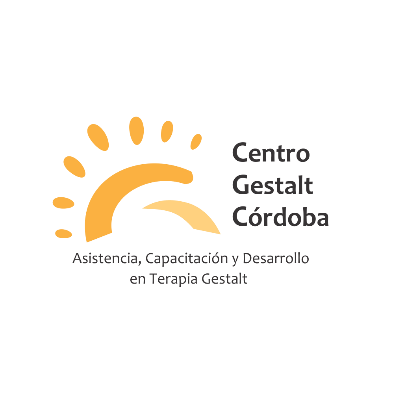 Centro
Gestalt
Córdoba
Asistencia, Capacitación y Desarrollo
en Terapia Gestalt